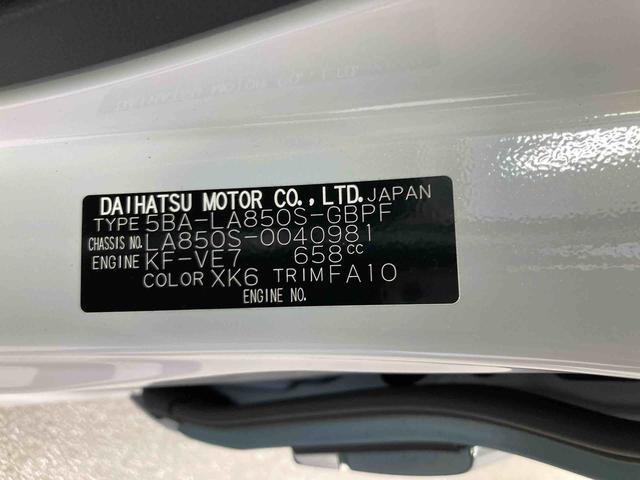 DAIHATSU MOTOR CO.,LTD. JAPAN
TYPE 5BA-LA850S-GBPF
CHASSIS NO. LA850S-0040981
ENGINE KF-VE7 658cc
COLOR XK6 TRIM FA10
ENGINE NO.